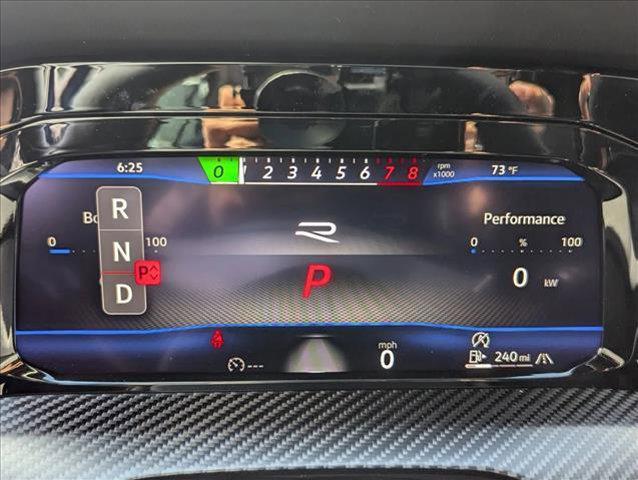 6:25
0 1 2 3 4 5 6 7 8
rpm
x1000
73 °F
R
N
P
D
0 100
Performance
0 % 100
0 kW
P
mph
0
---
240 mi